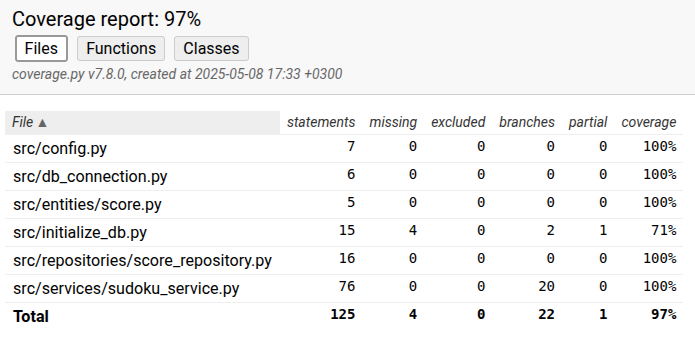 Coverage report: 97%
Files Functions Classes
coverage.py v7.8.0, created at 2025-05-08 17:33 +0300
File ▲ statements missing excluded branches partial coverage
src/config.py 7 0 0 0 0 100%
src/db_connection.py 6 0 0 0 0 100%
src/entities/score.py 5 0 0 0 0 100%
src/initialize_db.py 15 4 0 2 1 71%
src/repositories/score_repository.py 16 0 0 0 0 100%
src/services/sudoku_service.py 76 0 0 20 0 100%
Total 125 4 0 22 1 97%